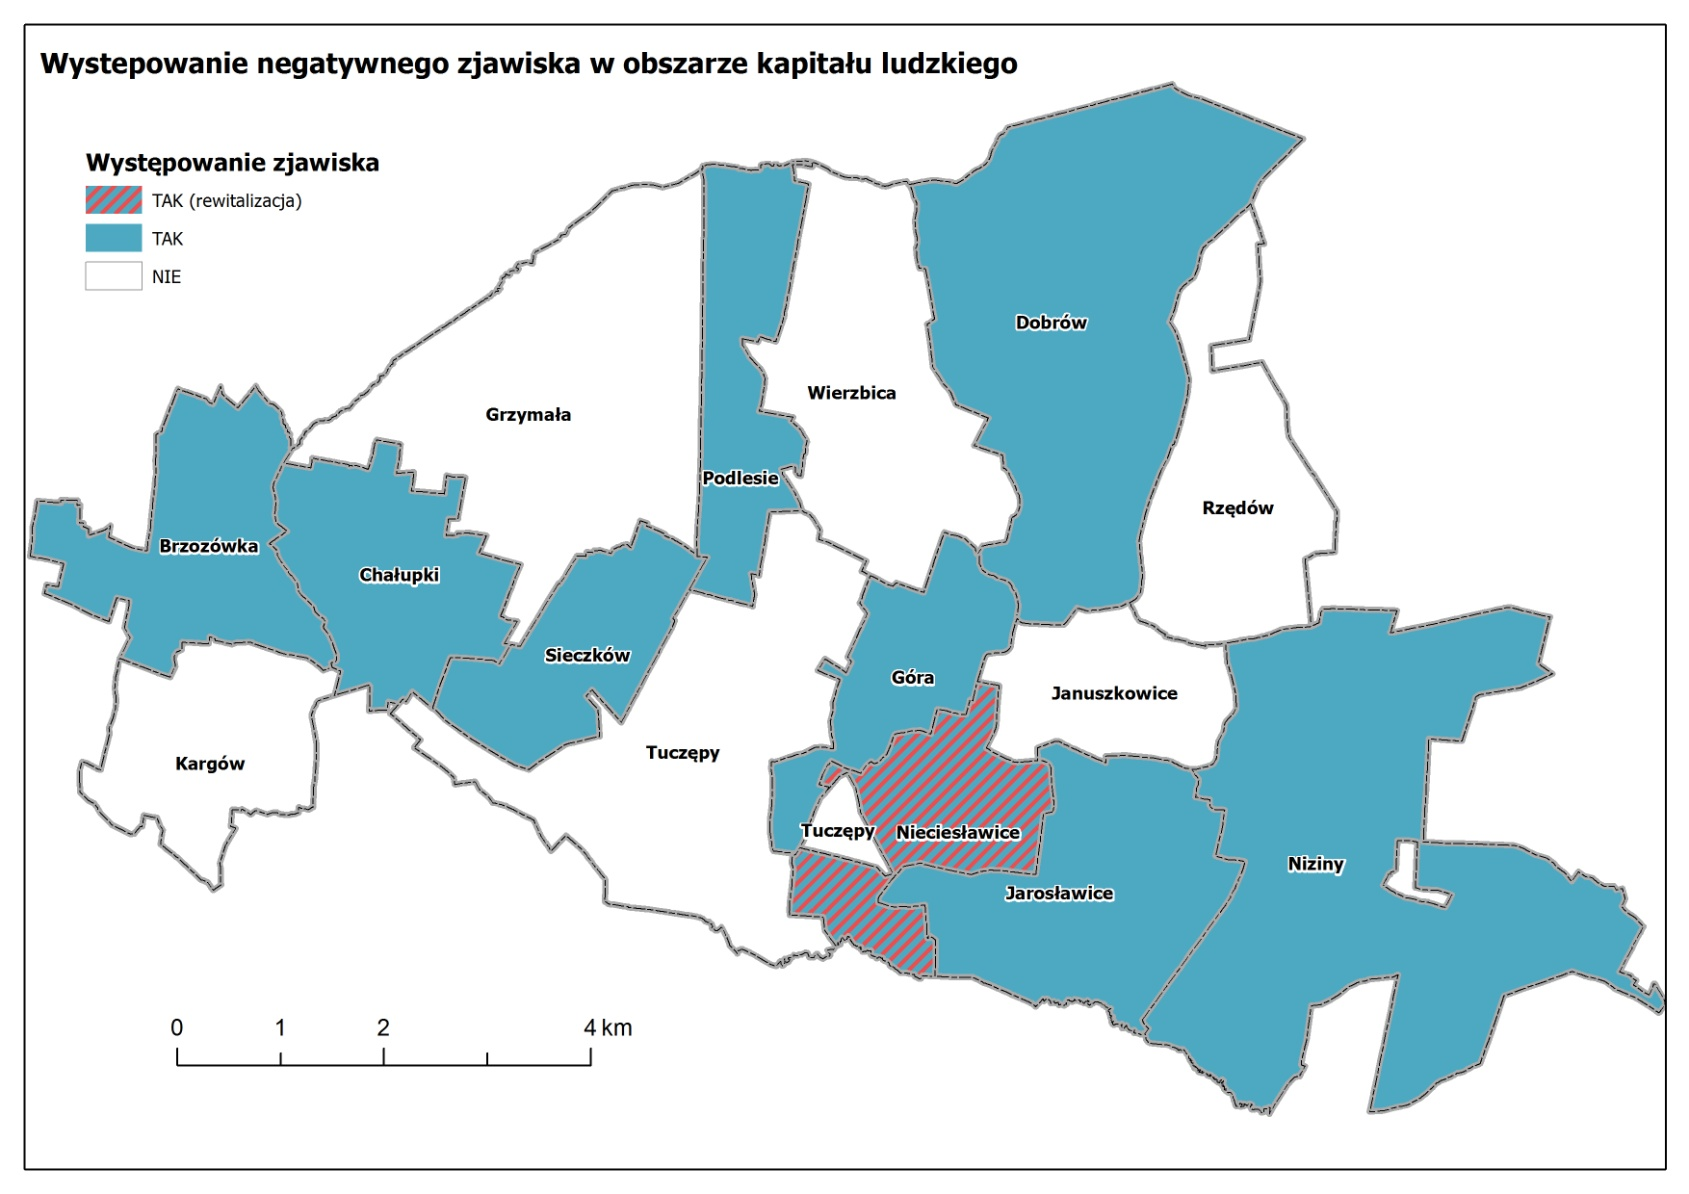 Wystepowanie negatywnego zjawiska w obszarze kapitału ludzkiego
Występowanie zjawiska
TAK (rewitalizacja)
TAK
NIE
Dobrów
Wierzbica
Grzymała
Podlesie
Rzędów
Brzozówka
Chałupki
Sieczków
Góra
Januszkowice
Tuczępy
Kargów
Tuczępy
Nieciesławice
Niziny
Jarosławice
0 1 2 4 km